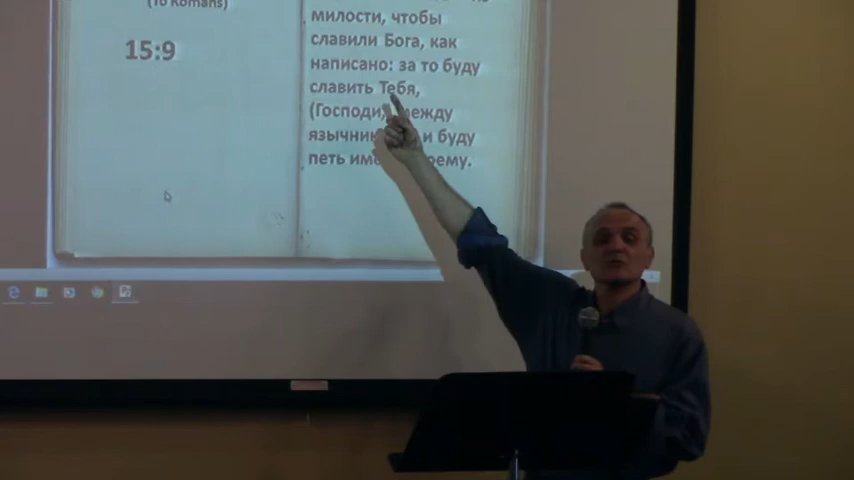 (To Romans)
15:9
милости, чтобы
славили Бога, как
написано: за то буду
славить Тебя,
(Господи,
и буду
петь